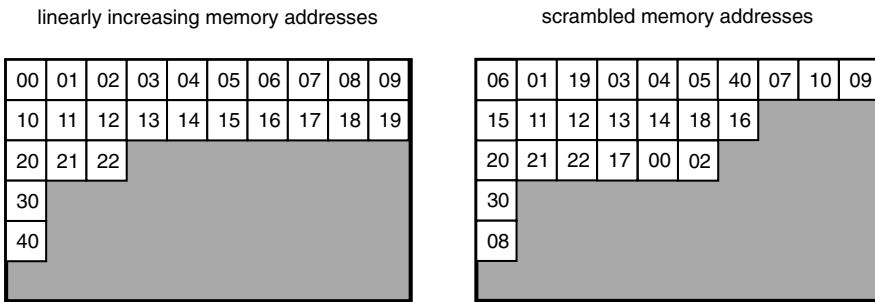 linearly increasing memory addresses
scrambled memory addresses
00 01 02 03 04 05 06 07 08 09
10 11 12 13 14 15 16 17 18 19
20 21 22
30
40
06 01 19 03 04 05 40 07 10 09
15 11 12 13 14 18 16
20 21 22 17 00 02
30
08